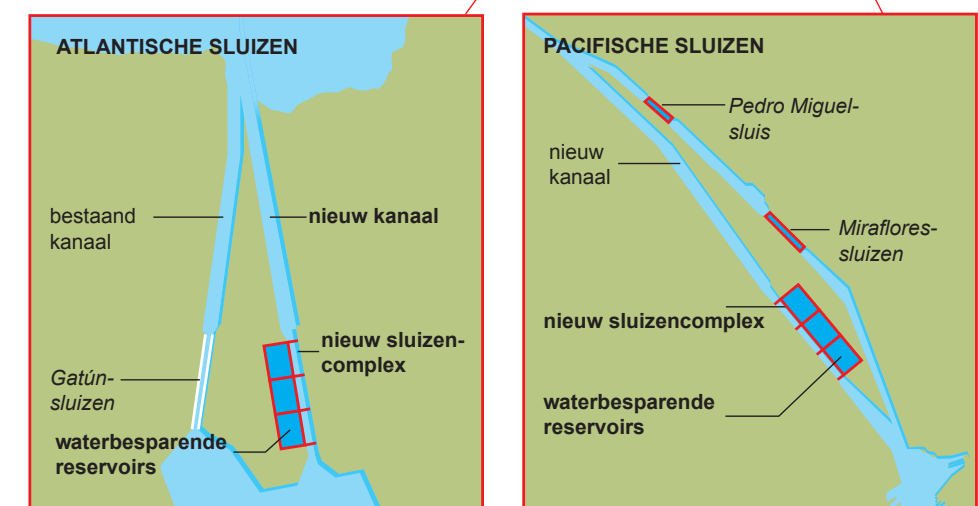 ATLANTISCHE SLUIZEN
bestaand
kanaal
nieuw kanaal
nieuw sluizen-
complex
Gatún-
sluizen
waterbesparende
reservoirs
PACIFISCHE SLUIZEN
Pedro Miguel-
sluis
nieuw
kanaal
Miraflores-
sluizen
nieuw sluizencomplex
waterbesparende
reservoirs